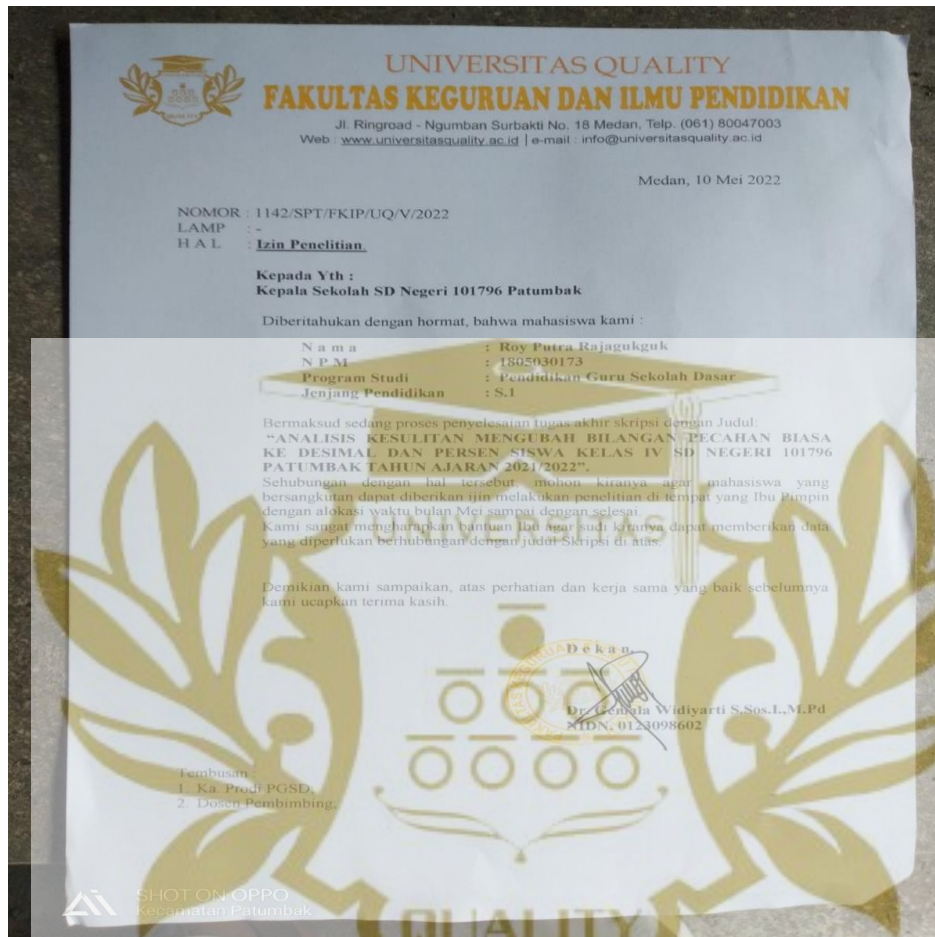 UNIVERSITAS QUALITY
FAKULTAS KEGURUAN DAN ILMU PENDIDIKAN
Jl. Ringroad - Ngumban Surbakti No. 18 Medan, Telp. (061) 80047003
Web : www.universitasquality.ac.id | e-mail : info@universitasquality.ac.id
Medan, 10 Mei 2022
NOMOR : 1142/SPT/FKIP/UQ/V/2022
LAMP : -
H A L : Izin Penelitian.
Kepada Yth :
Kepala Sekolah SD Negeri 101796 Patumbak
Diberitahukan dengan hormat, bahwa mahasiswa kami :
N a m a : Roy Putra Rajagukguk
N P M : 1805030173
Program Studi : Pendidikan Guru Sekolah Dasar
Jenjang Pendidikan : S.1
Bermaksud sedang proses penyelesaian tugas akhir skripsi dengan Judul:
"ANALISIS KESULITAN MENGUBAH BILANGAN PECAHAN BIASA
KE DESIMAL DAN PERSEN SISWA KELAS IV SD NEGERI 101796
PATUMBAK TAHUN AJARAN 2021/2022".
Sehubungan dengan hal tersebut, mohon kiranya agar mahasiswa yang
bersangkutan dapat diberikan ijin melakukan penelitian di tempat yang Ibu Pimpin
dengan alokasi waktu bulan Mei sampai dengan selesai.
Kami sangat mengharapkan bantuan Ibu agar sudi kiranya dapat memberikan data
yang diperlukan berhubungan dengan judul Skripsi di atas.
UNIVERSITAS
Demikian kami sampaikan, atas perhatian dan kerja sama yang baik sebelumnya
kami ucapkan terima kasih.
D e k a n,
Dr. Gemala Widiyarti S.Sos.I.,M.Pd
NIDN. 0123098602
Tembusan
1. Ka. Prodi PGSD;
2. Dosen Pembimbing;
SHOT ON OPPO
Kecamatan Patumbak
QUALITY